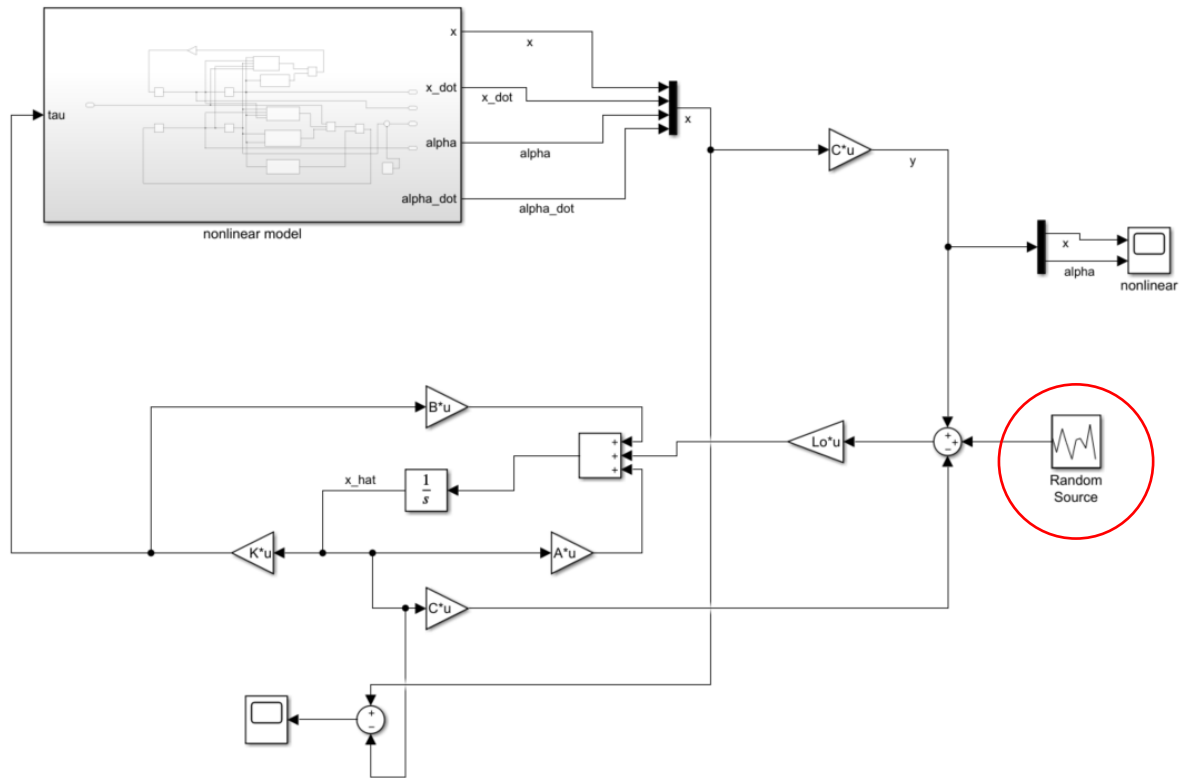 x
x
x_dot
x_dot
tau
alpha
alpha
alpha_dot
alpha_dot
nonlinear model
x
C*u
y
x
alpha
nonlinear
B*u
+
+
+
Lo*u
+
+
−
Random
Source
x_hat
1
s
K*u
A*u
C*u
+
−